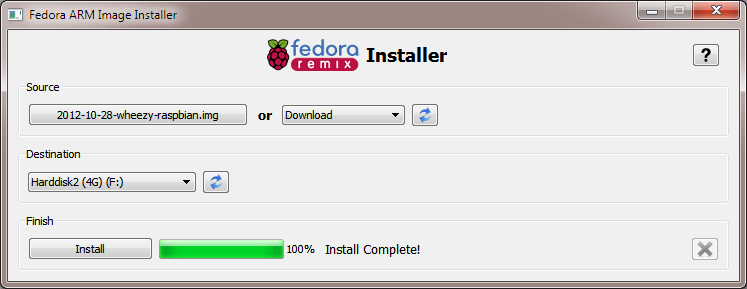 Fedora ARM Image Installer
fedora remix Installer
?
Source
2012-10-28-wheezy-raspbian.img or Download
Destination
Harddisk2 (4G) (F:)
Finish
Install 100% Install Complete!